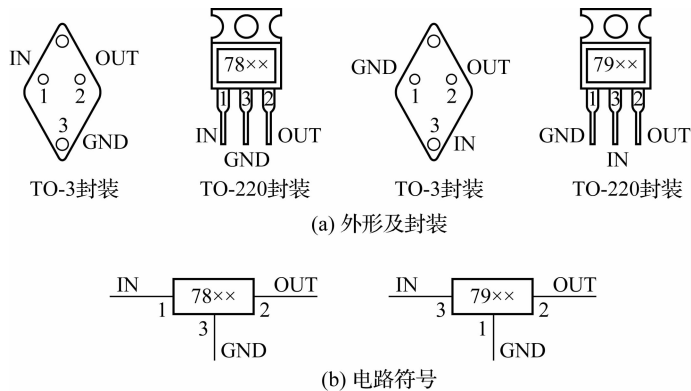 IN
OUT
1 2
3
GND
TO-3封装
78××
1 3 2
IN
OUT
GND
TO-220封装
GND
OUT
1 2
3
IN
TO-3封装
79××
1 3 2
GND
OUT
IN
TO-220封装
(a) 外形及封装
IN
78××
OUT
1
2
3
GND
IN
79××
OUT
3
2
1
GND
(b) 电路符号